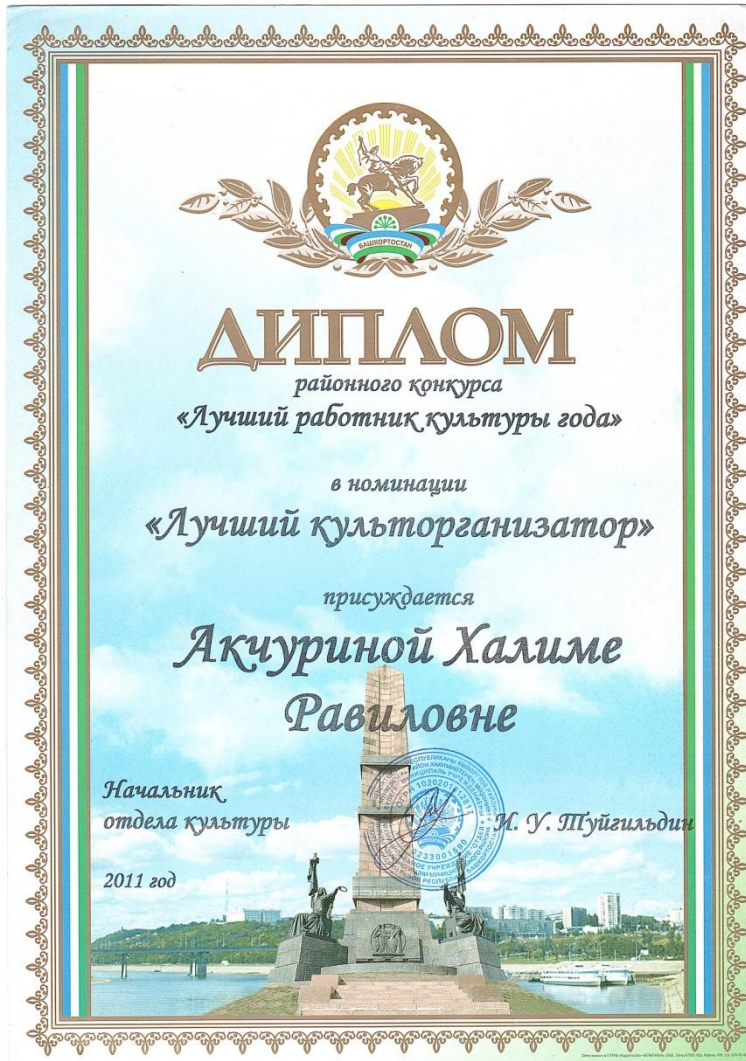 БАШКОРТОСТАН
ДИПЛОМ
районного конкурса
«Лучший работник культуры года»
в номинации
«Лучший культорганизатор»
присуждается
Акчуриной Халиме
Равиловне
Начальник
отдела культуры
И. У. Туйгильдин
2011 год